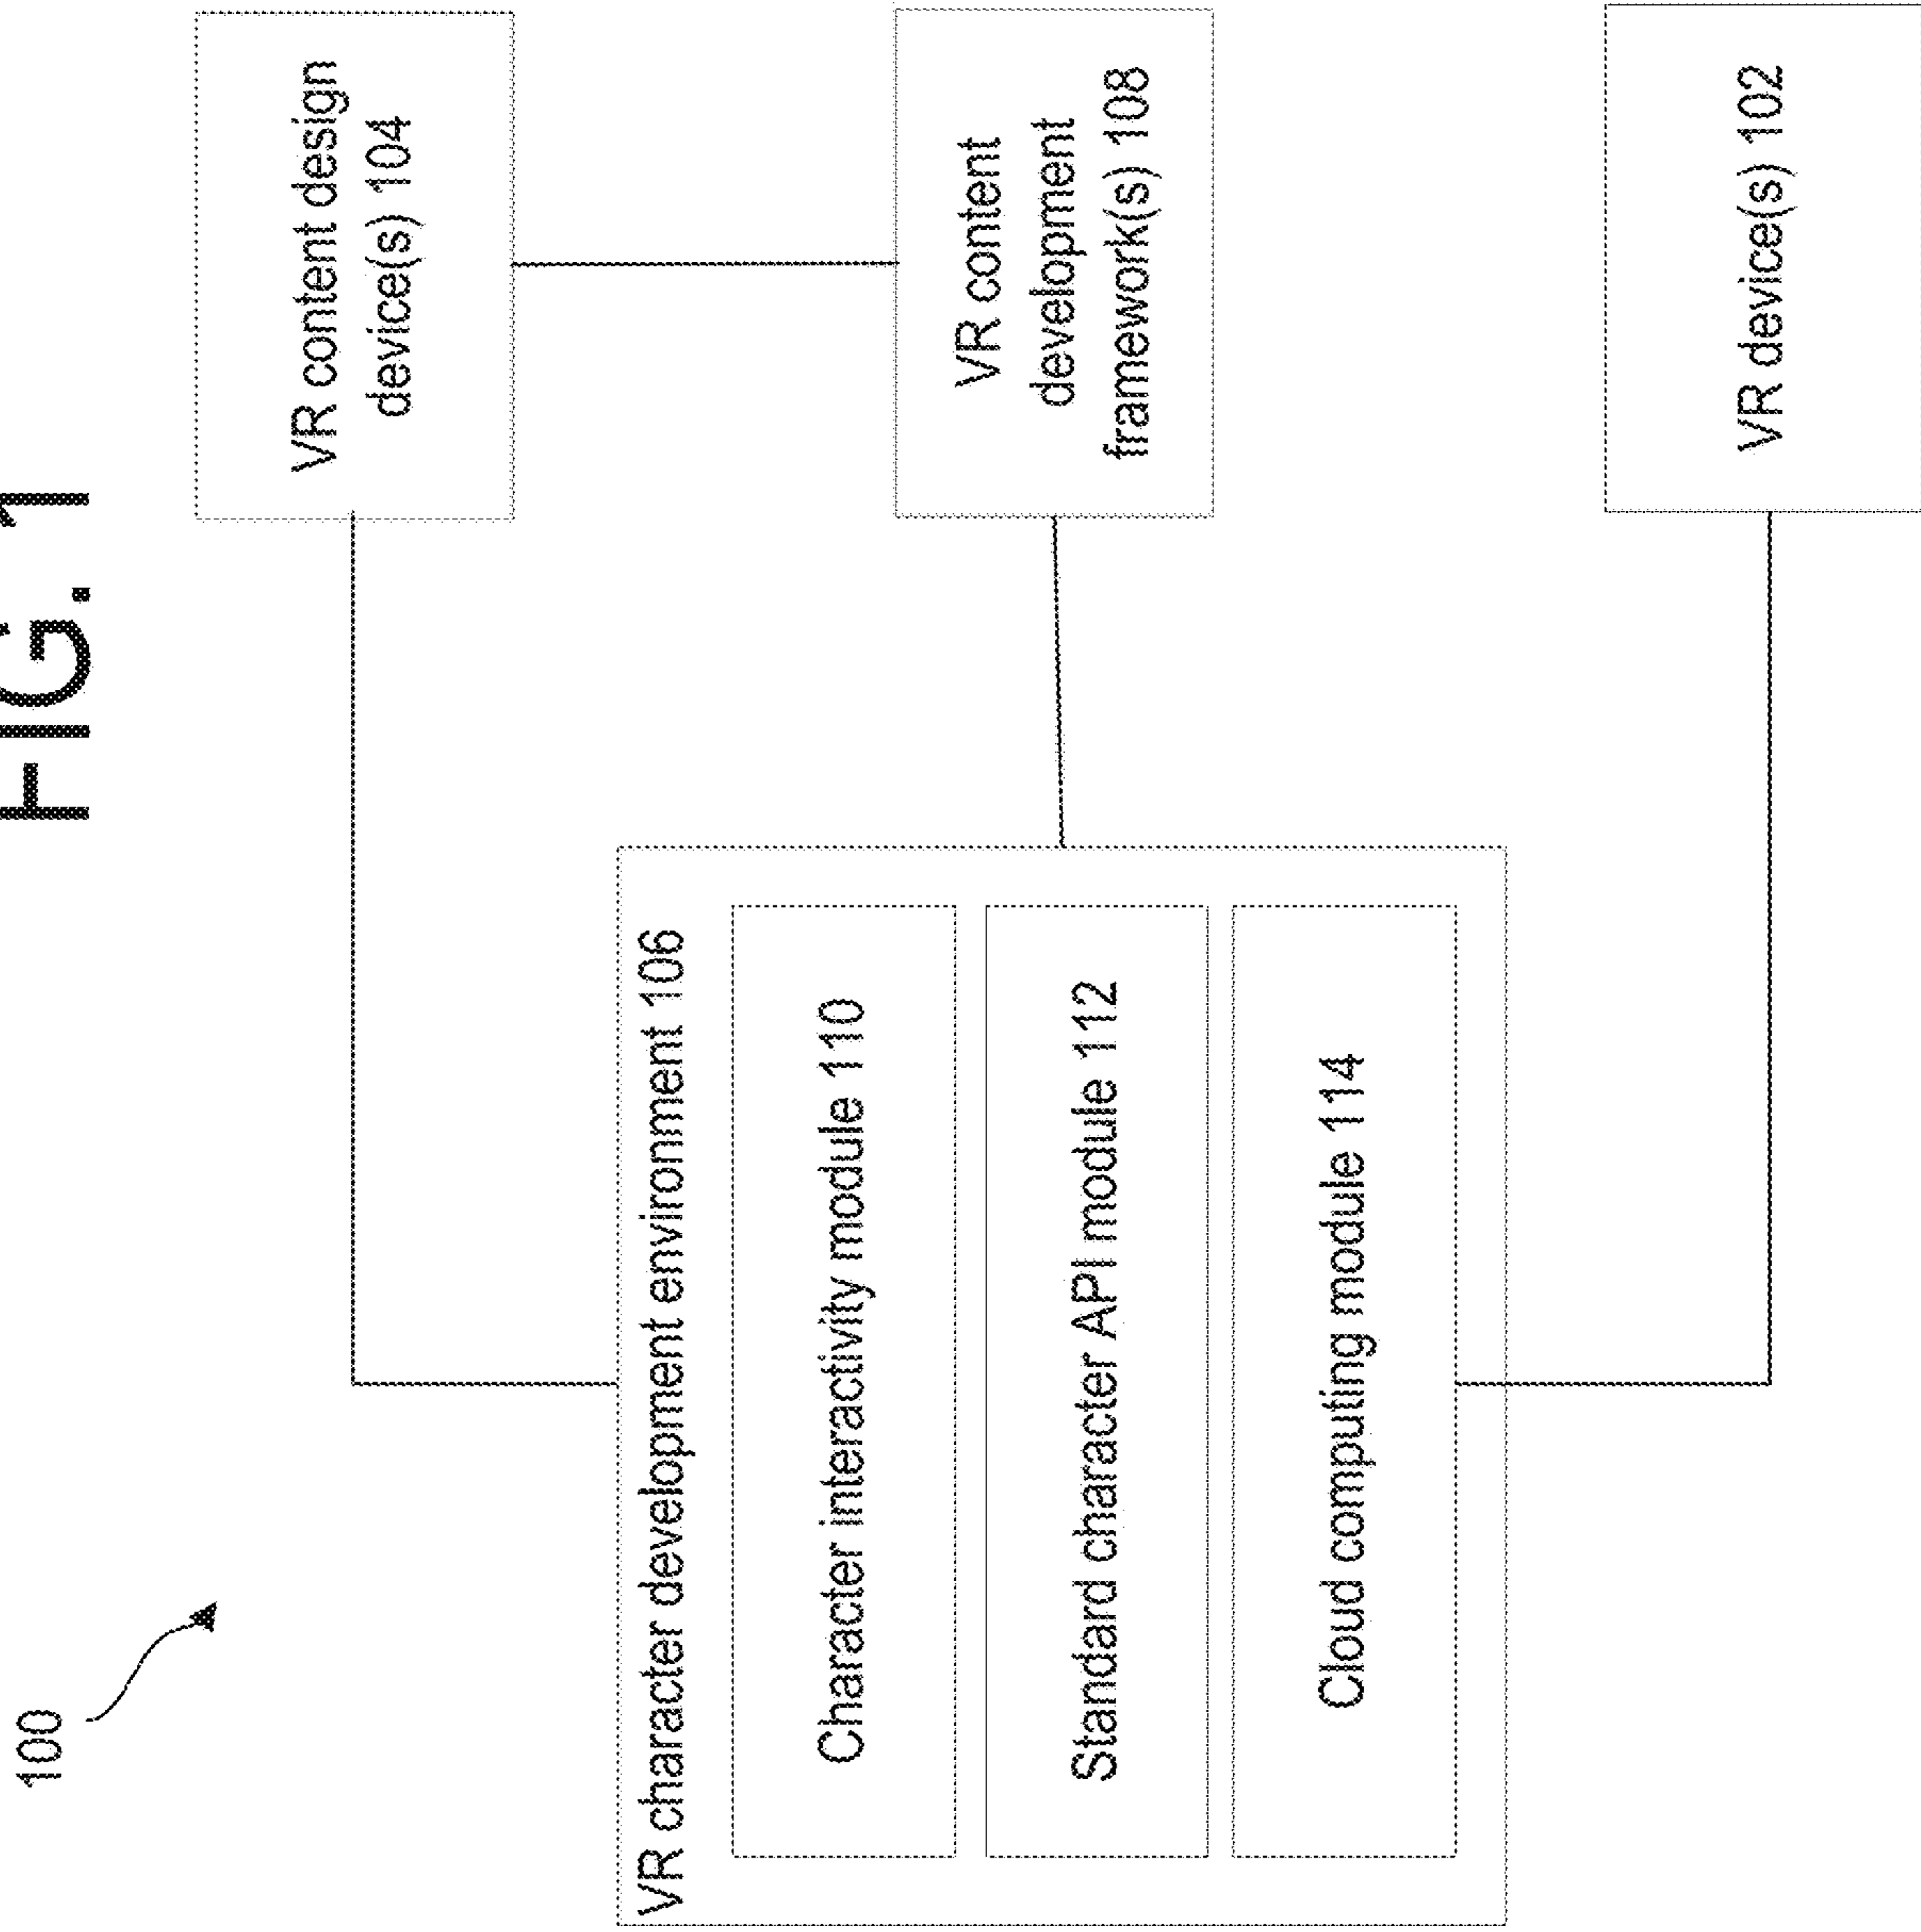 FIG. 1
100
VR character development environment 106
Character interactivity module 110
Standard character API module 112
Cloud computing module 114
VR content design
device(s) 104
VR content
development
framework(s) 108
VR device(s) 102